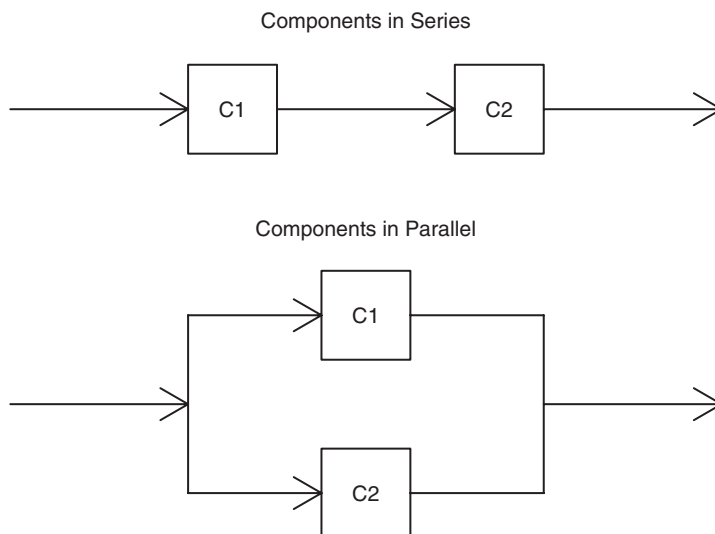 Components in Series
C1
C2
Components in Parallel
C1
C2